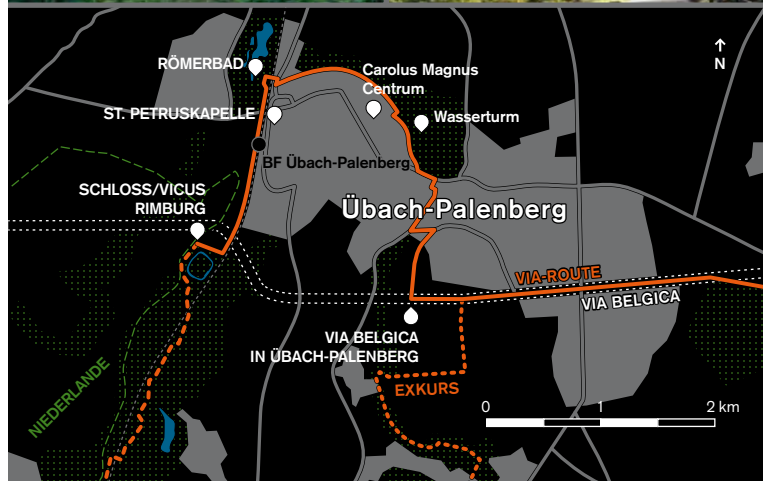 RÖMERBAD
Carolus Magnus
Centrum
↑
N
ST. PETRUSKAPELLE
Wasserturm
BF Übach-Palenberg
SCHLOSS/VICUS
RIMBURG
Übach-Palenberg
VIA-ROUTE
VIA BELGICA
VIA BELGICA
IN ÜBACH-PALENBERG
NIEDERLANDE
EXKURS
0 1 2 km